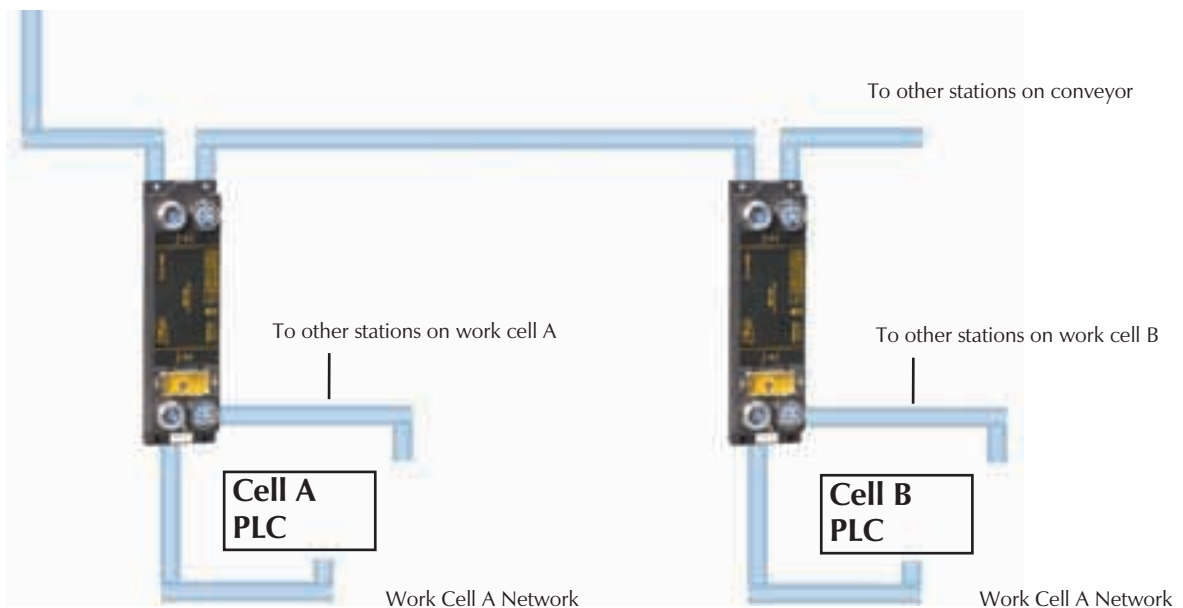 To other stations on conveyor
To other stations on work cell A
To other stations on work cell B
Cell A
PLC
Cell B
PLC
Work Cell A Network
Work Cell A Network